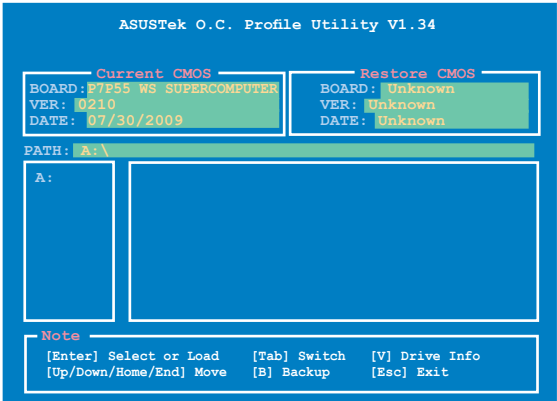 ASUSTek O.C. Profile Utility V1.34
Current CMOS
BOARD: P7P55 WS SUPERCOMPUTER
VER: 0210
DATE: 07/30/2009
Restore CMOS
BOARD: Unknown
VER: Unknown
DATE: Unknown
PATH: A:\
A:
Note
[Enter] Select or Load [Tab] Switch [V] Drive Info
[Up/Down/Home/End] Move [B] Backup [Esc] Exit